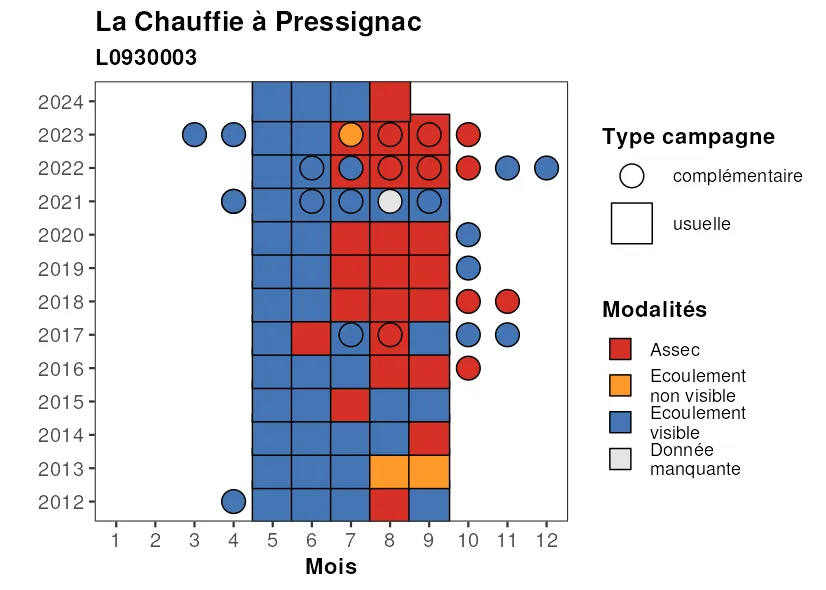 La Chauffie à Pressignac
L0930003
2024
2023
2022
2021
2020
2019
2018
2017
2016
2015
2014
2013
2012
1 2 3 4 5 6 7 8 9 10 11 12
Mois
Type campagne
complémentaire
usuelle
Modalités
Assec
Ecoulement
non visible
Ecoulement
visible
Donnée
manquante